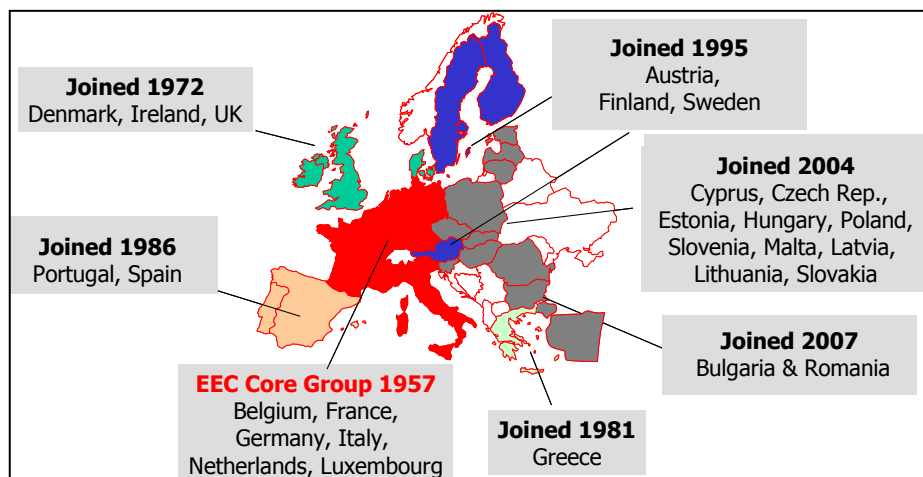 Joined 1972
Denmark, Ireland, UK
Joined 1995
Austria,
Finland, Sweden
Joined 2004
Cyprus, Czech Rep.,
Estonia, Hungary, Poland,
Slovenia, Malta, Latvia,
Lithuania, Slovakia
Joined 1986
Portugal, Spain
Joined 2007
Bulgaria & Romania
EEC Core Group 1957
Belgium, France,
Germany, Italy,
Netherlands, Luxembourg
Joined 1981
Greece